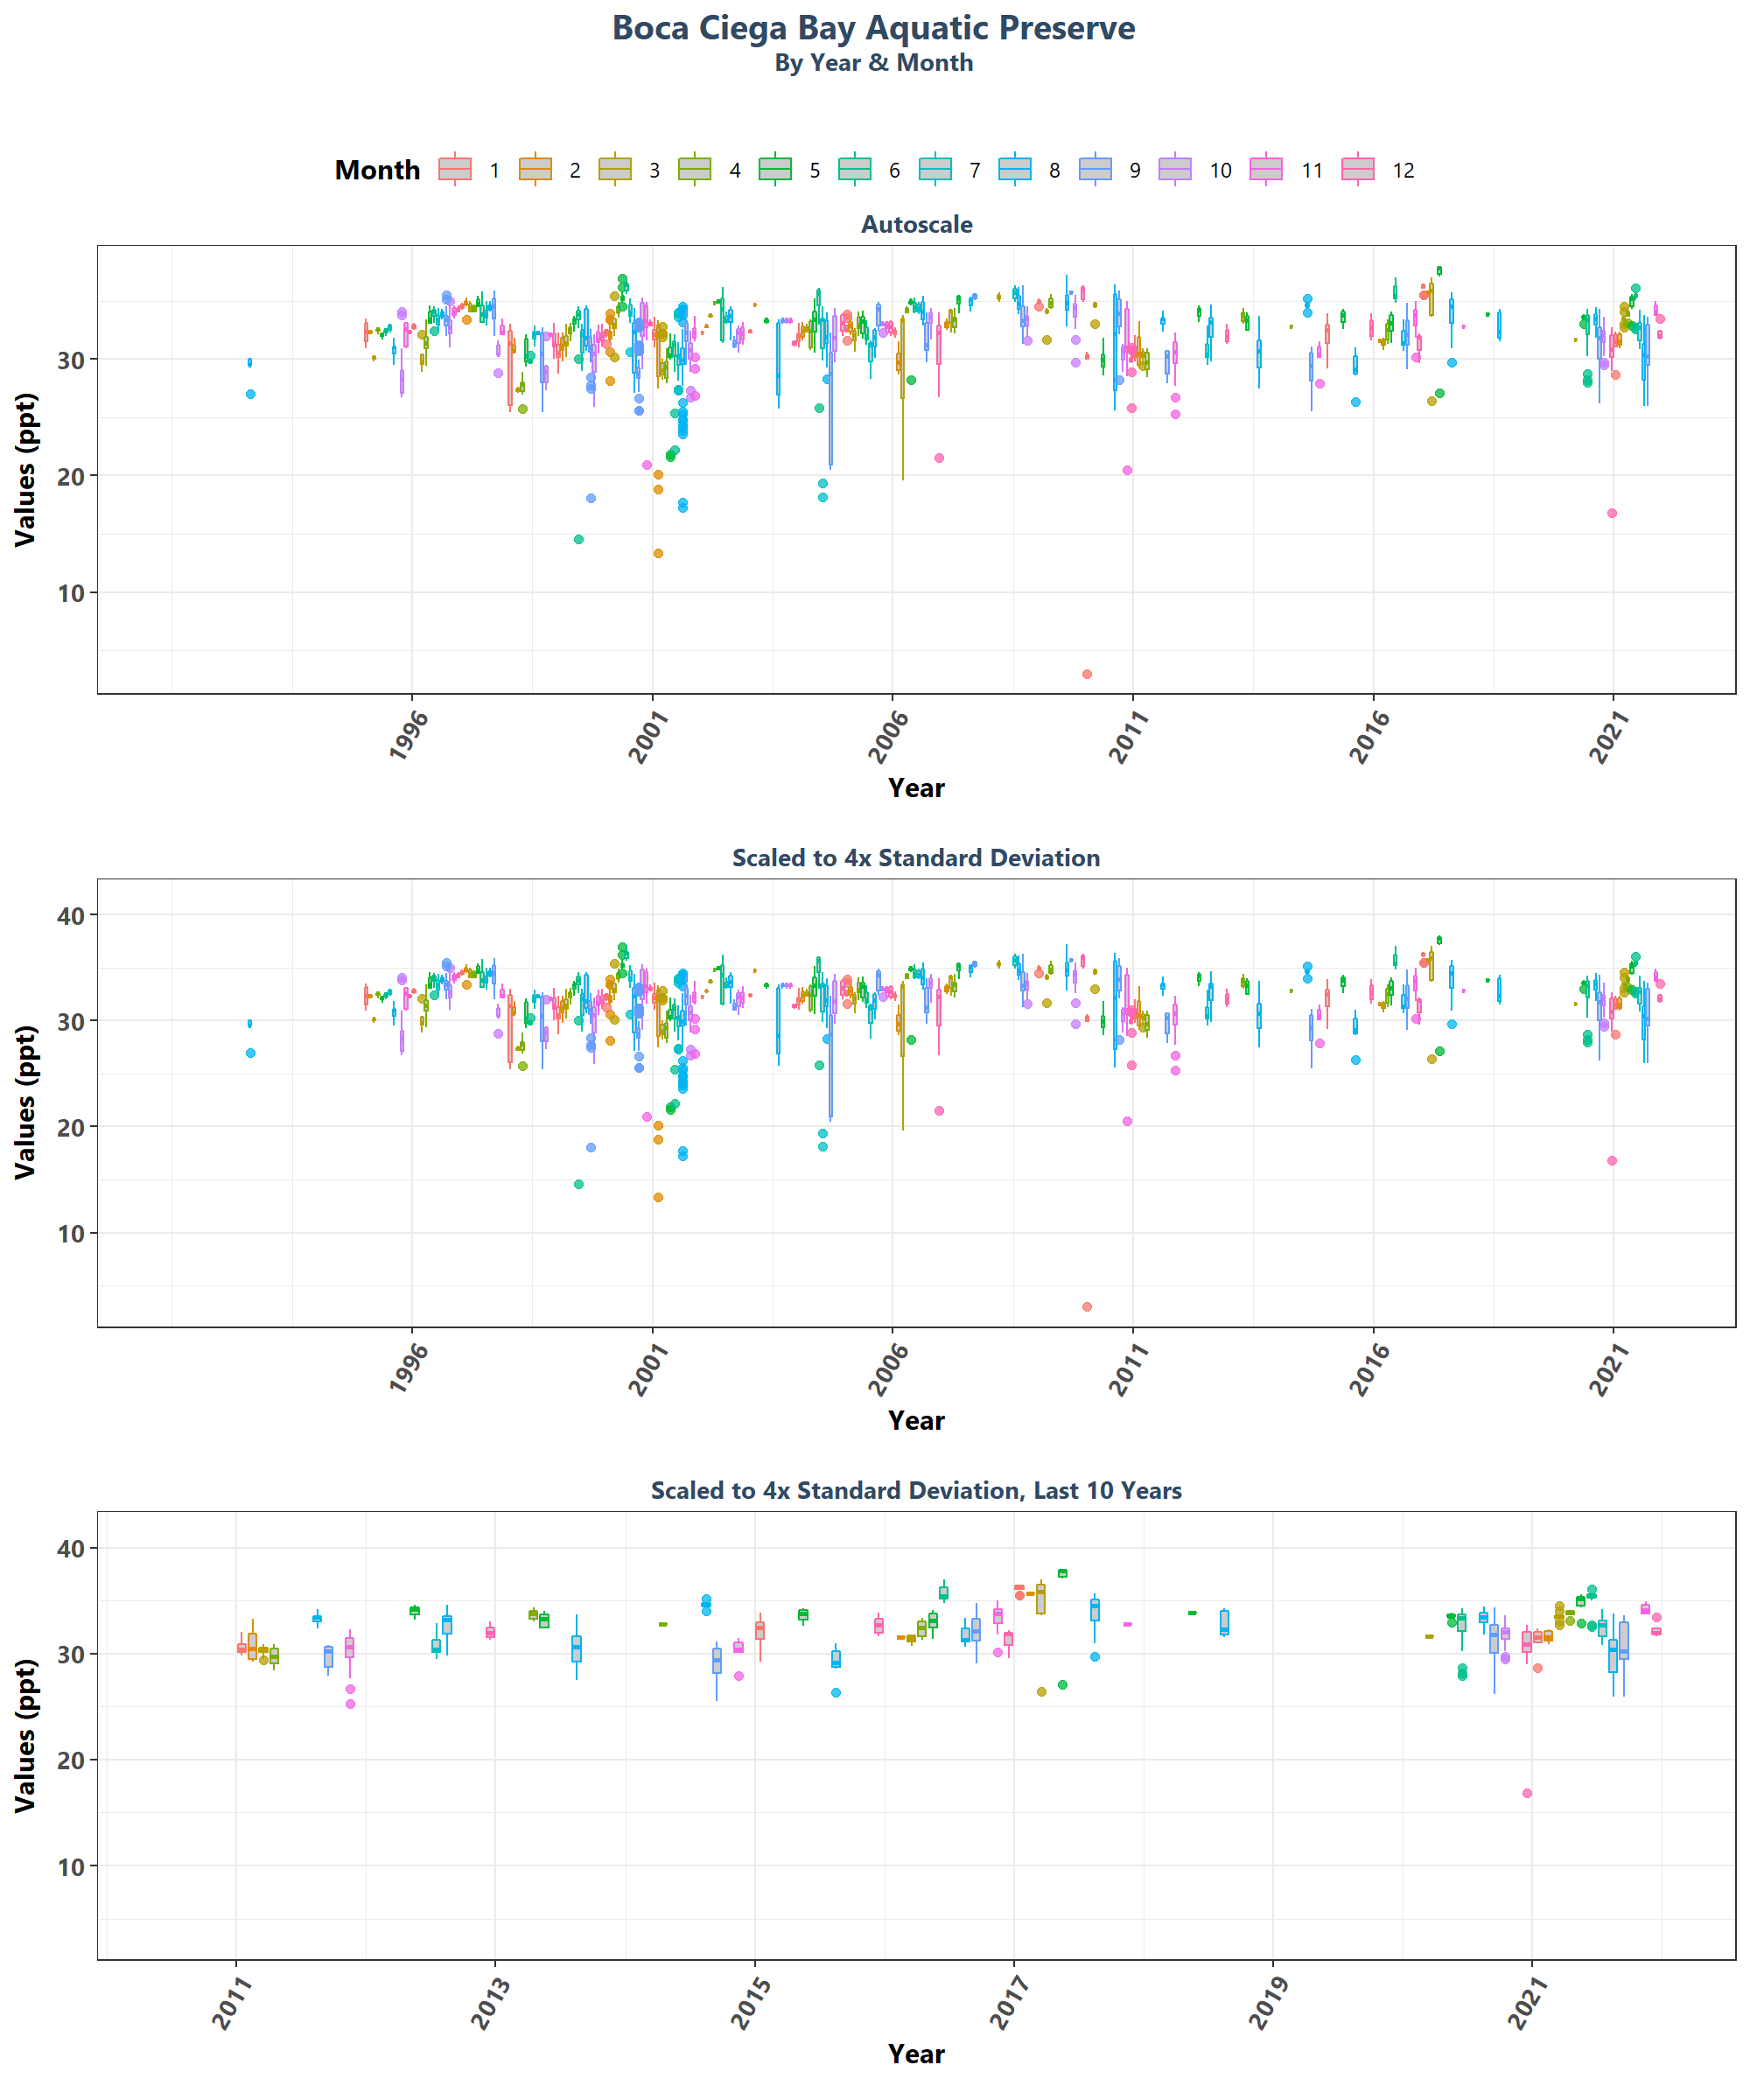 Boca Ciega Bay Aquatic Preserve
By Year & Month
Month 1 2 3 4 5 6 7 8 9 10 11 12
Autoscale
Values (ppt)
30
20
10
1996 2001 2006 2011 2016 2021
Year
Scaled to 4x Standard Deviation
Values (ppt)
40
30
20
10
1996 2001 2006 2011 2016 2021
Year
Scaled to 4x Standard Deviation, Last 10 Years
Values (ppt)
40
30
20
10
2011 2013 2015 2017 2019 2021
Year